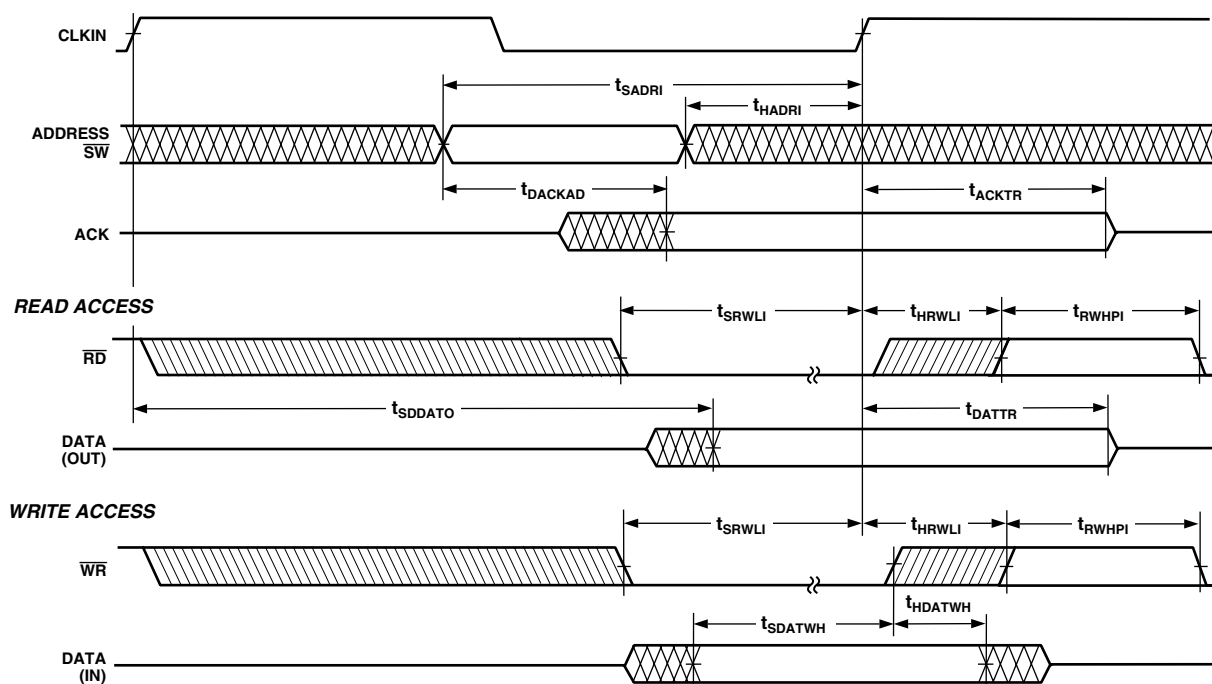 CLKIN
tSADRI
tHADRI
ADDRESS
SW
tDACKAD
tACKTR
ACK
READ ACCESS
tSRWLI
tHRWLI
tRWHPI
RD
tSDDATO
tDATTR
DATA
(OUT)
WRITE ACCESS
tSRWLI
tHRWLI
tRWHPI
WR
tHDATWH
tSDATWH
DATA
(IN)